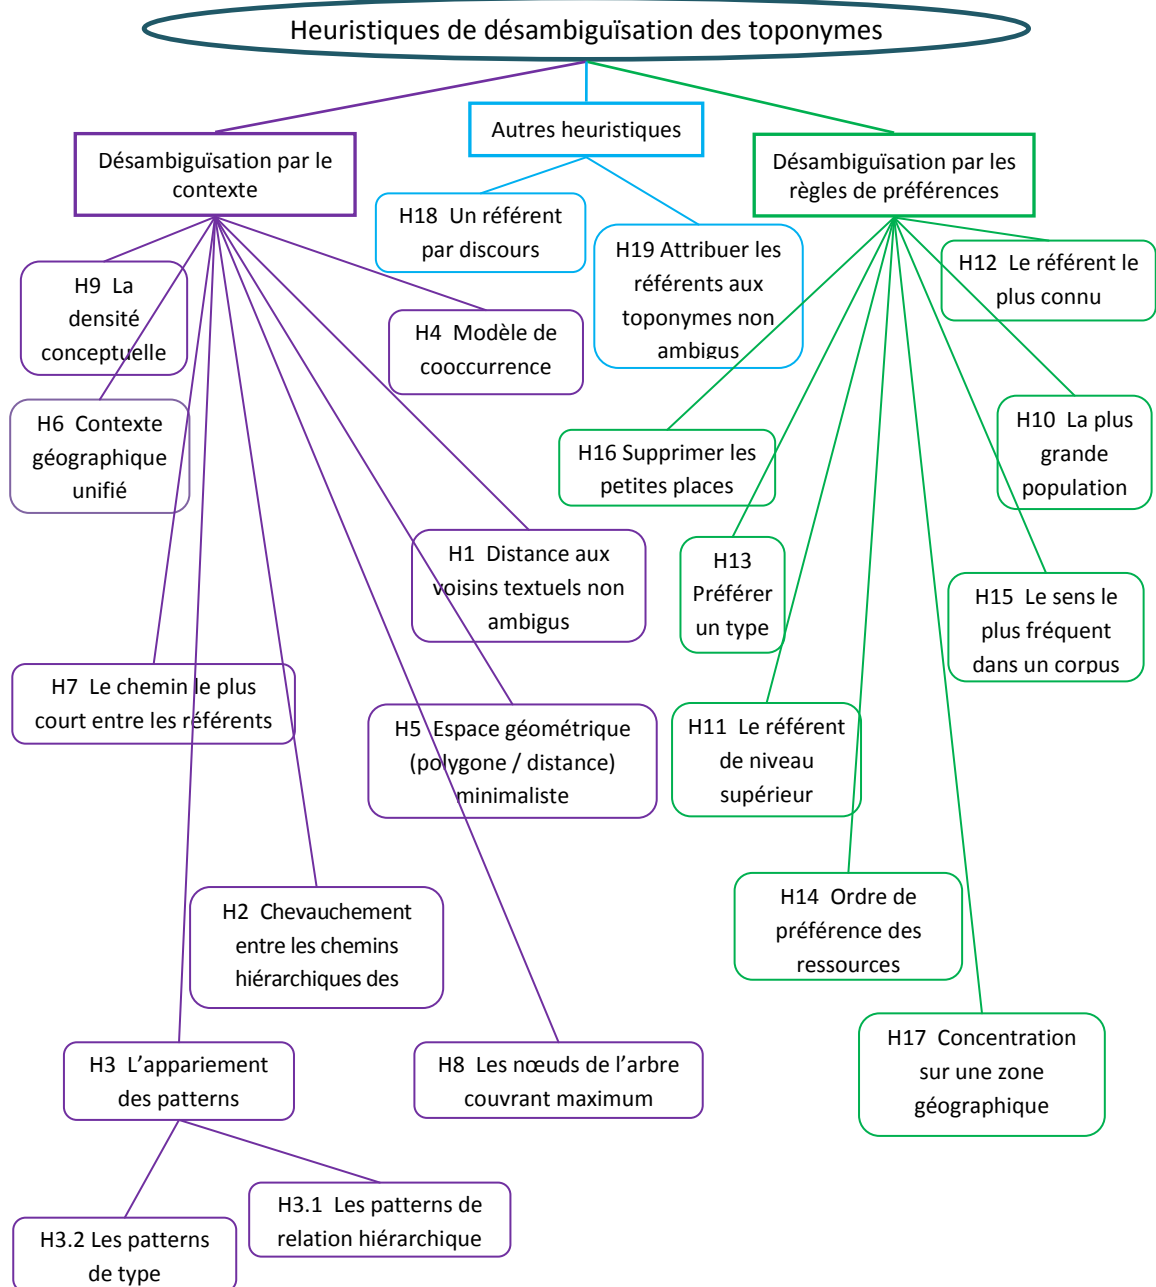 Heuristiques de désambiguïsation des toponymes
Autres heuristiques
Désambiguïsation par le
contexte
Désambiguïsation par les
règles de préférences
H18 Un référent
par discours
H19 Attribuer les
référents aux
toponymes non
ambigus
H12 Le référent le
plus connu
H9 La
densité
conceptuelle
H4 Modèle de
cooccurrence
H6 Contexte
géographique
unifié
H16 Supprimer les
petites places
H10 La plus
grande
population
H1 Distance aux
voisins textuels non
ambigus
H13
Préférer
un type
H15 Le sens le
plus fréquent
dans un corpus
H7 Le chemin le plus
court entre les référents
H5 Espace géométrique
(polygone / distance)
minimaliste
H11 Le référent
de niveau
supérieur
H2 Chevauchement
entre les chemins
hiérarchiques des
H14 Ordre de
préférence des
ressources
H3 L'appariement
des patterns
H8 Les nœuds de l'arbre
couvrant maximum
H17 Concentration
sur une zone
géographique
H3.1 Les patterns de
relation hiérarchique
H3.2 Les patterns
de type